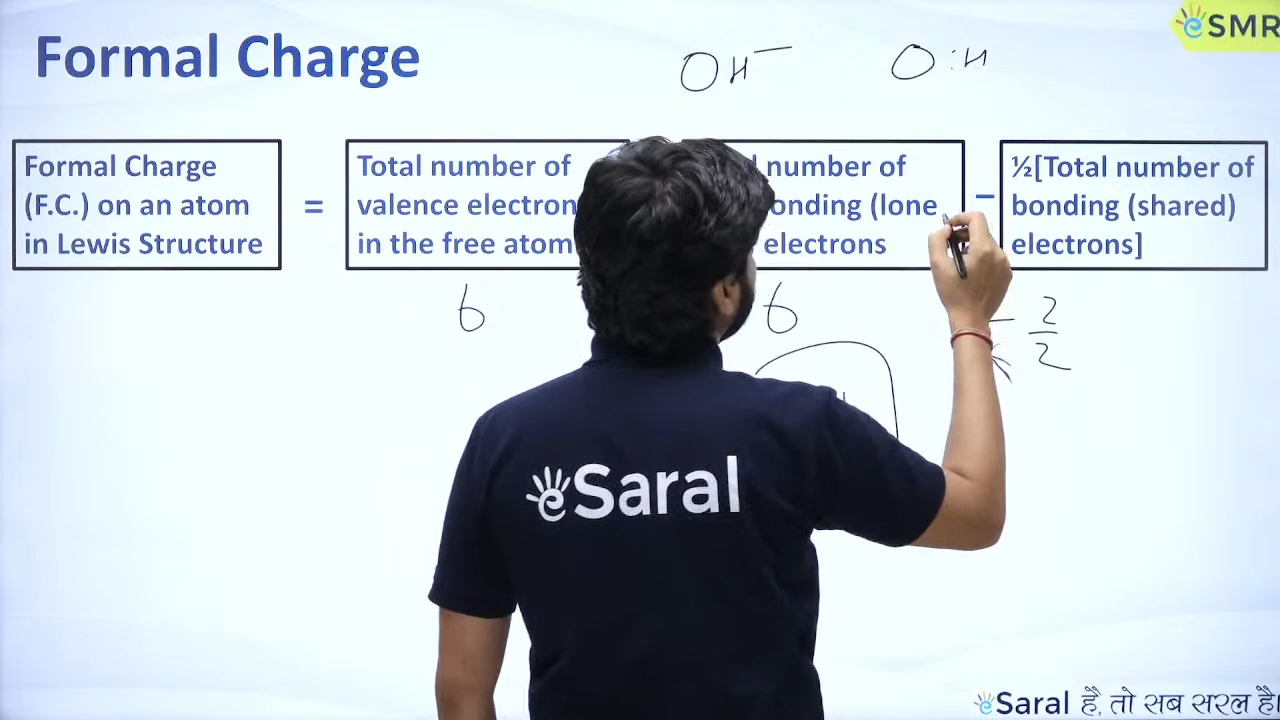 Formal Charge
OH⁻
O:H
eSMR
Formal Charge
(F.C.) on an atom
in Lewis Structure
=
Total number of
valence electron
in the free atom
number of
onding (lone
electrons
–
½[Total number of
bonding (shared)
electrons]
6
6
– 2/2
eSaral
eSaral है, तो सब सरल है।